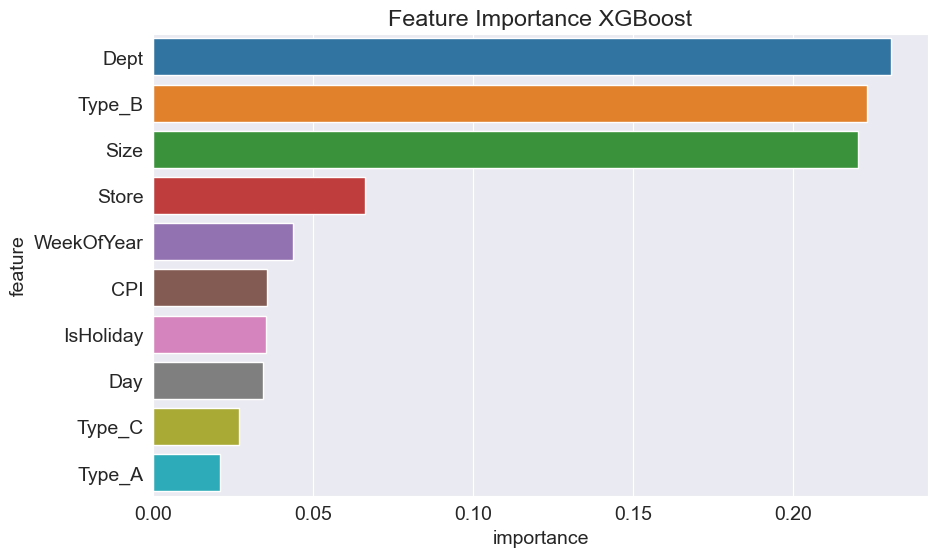 Feature Importance XGBoost
feature
Dept
Type_B
Size
Store
WeekOfYear
CPI
IsHoliday
Day
Type_C
Type_A
0.00 0.05 0.10 0.15 0.20
importance